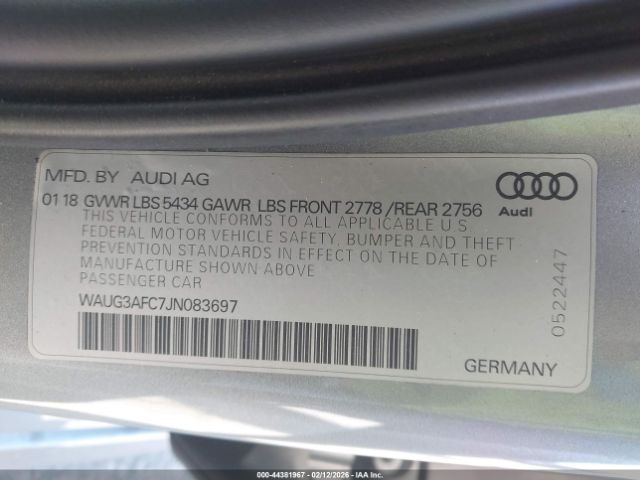 MFD. BY AUDI AG
01 18 GVWR LBS 5434 GAWR LBS FRONT 2778 /REAR 2756
THIS VEHICLE CONFORMS TO ALL APPLICABLE U.S
FEDERAL MOTOR VEHICLE SAFETY, BUMPER AND THEFT
PREVENTION STANDARDS IN EFFECT ON THE DATE OF
MANUFACTURE SHOWN ABOVE
PASSENGER CAR
WAUG3AFC7JN083697
Audi
0522447
GERMANY
000-44381967 - 02/12/2026 - IAA Inc.